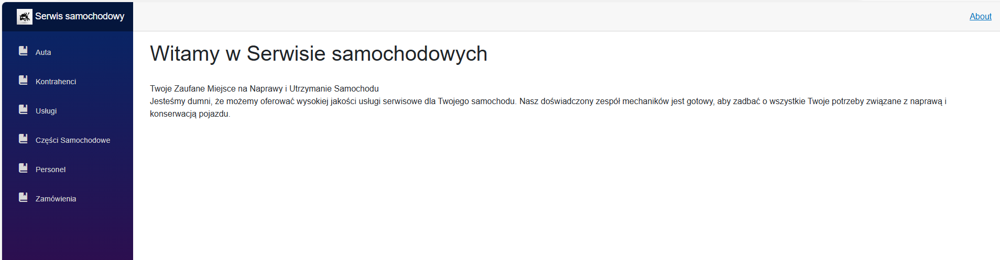 Serwis samochodowy
About
Auta
Kontrahenci
Usługi
Części Samochodowe
Personel
Zamówienia
Witamy w Serwisie samochodowych
Twoje Zaufane Miejsce na Naprawy i Utrzymanie Samochodu
Jesteśmy dumni, że możemy oferować wysokiej jakości usługi serwisowe dla Twojego samochodu. Nasz doświadczony zespół mechaników jest gotowy, aby zadbać o wszystkie Twoje potrzeby związane z naprawą i
konserwacją pojazdu.